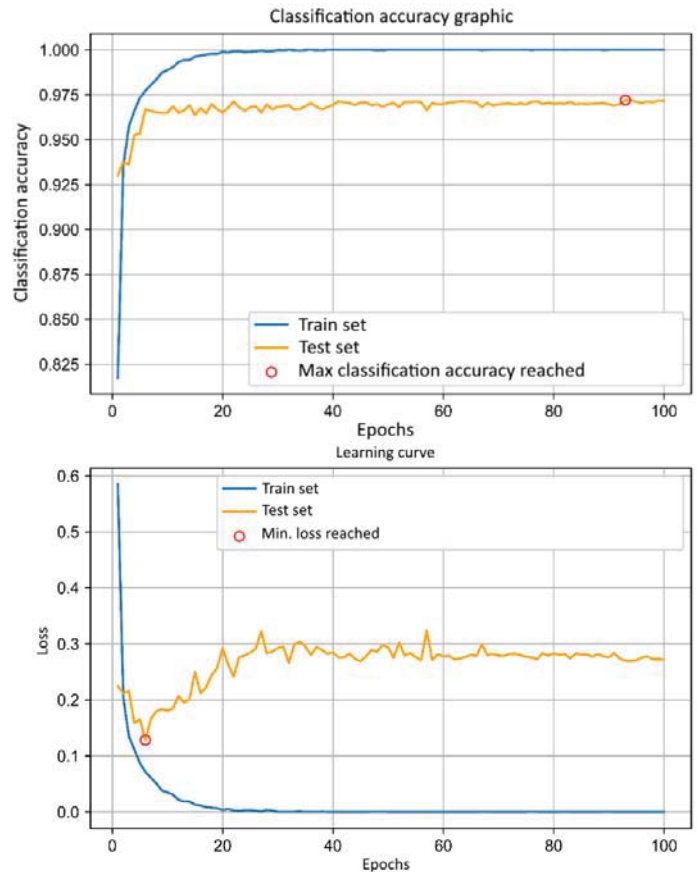 Classification accuracy graphic
1.000
0.975
0.950
0.925
0.900
0.875
0.850
0.825
Classification accuracy
Train set
Test set
Max classification accuracy reached
0 20 40 60 80 100
Epochs
Learning curve
0.6
0.5
0.4
0.3
0.2
0.1
0.0
Loss
Train set
Test set
Min. loss reached
0 20 40 60 80 100
Epochs